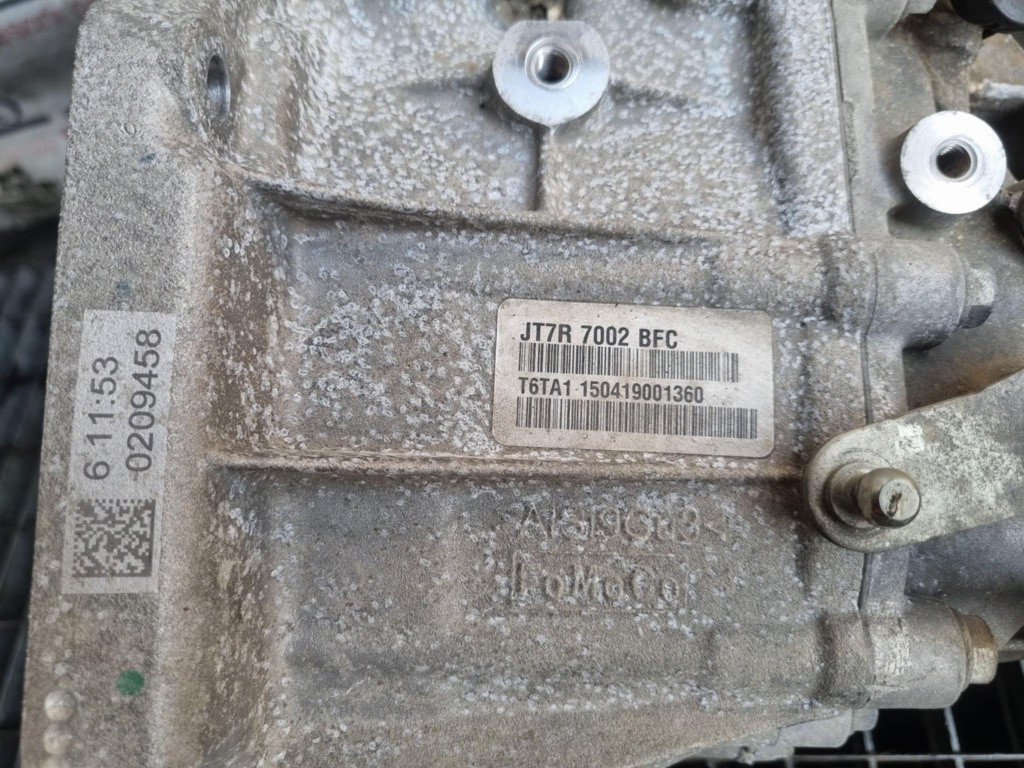 6 11:53
0209458
JT7R 7002 BFC
T6TA1 150419001360
FoMoCo